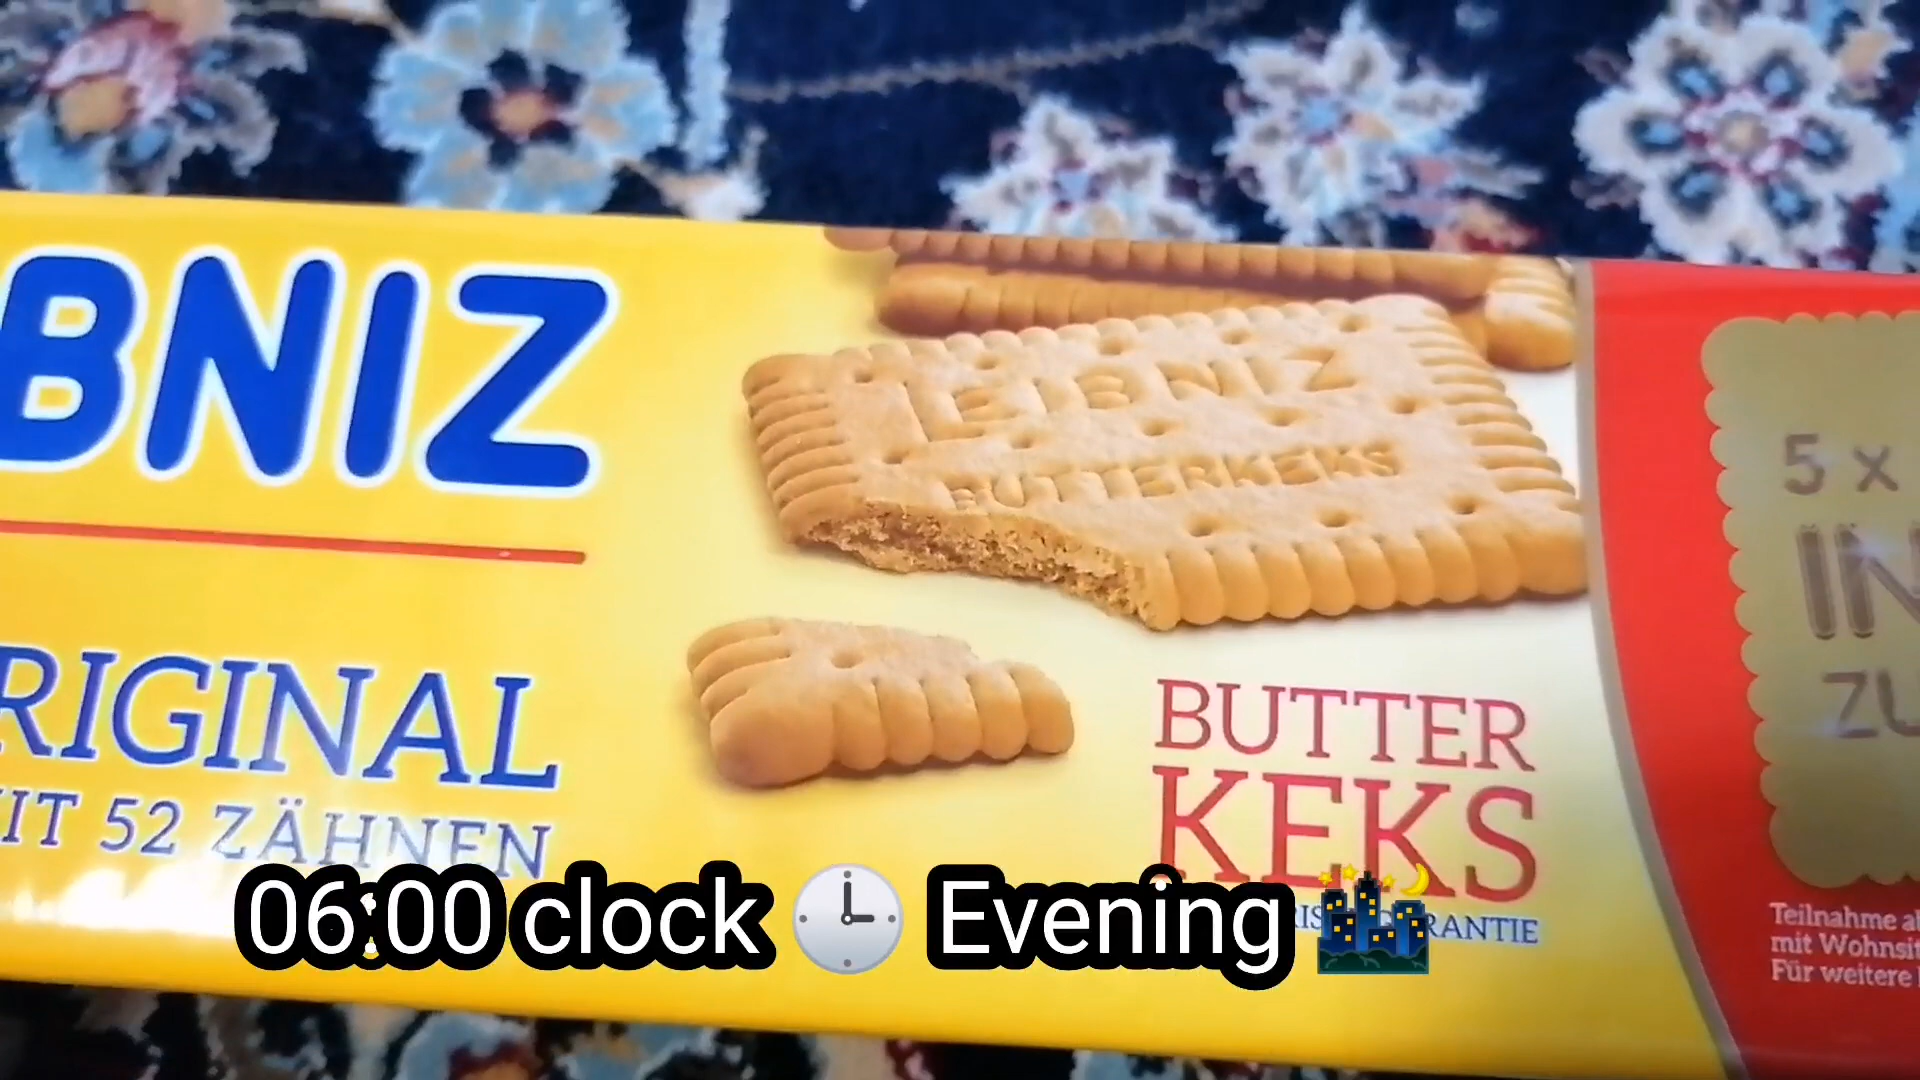 BNIZ
RIGINAL
IT 52 ZÄHNEN
LEIBNIZ
BUTTERKEKS
BUTTER
KEKS
RANTIE
5 x
IN
ZU
Teilnahme a
mit Wohnsi
Für weitere
06:00 clock 🕒 Evening 🌃